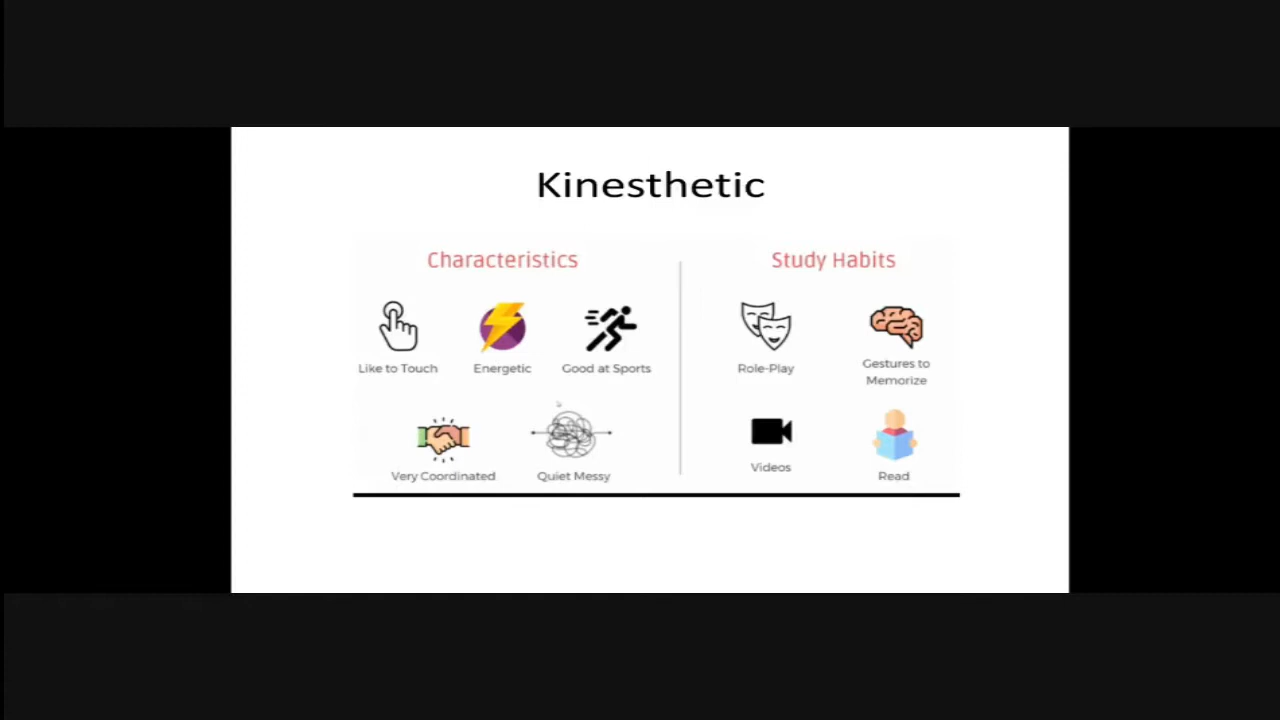 Kinesthetic
Characteristics
Like to Touch
Energetic
Good at Sports
Very Coordinated
Quiet Messy
Study Habits
Role-Play
Gestures to
Memorize
Videos
Read